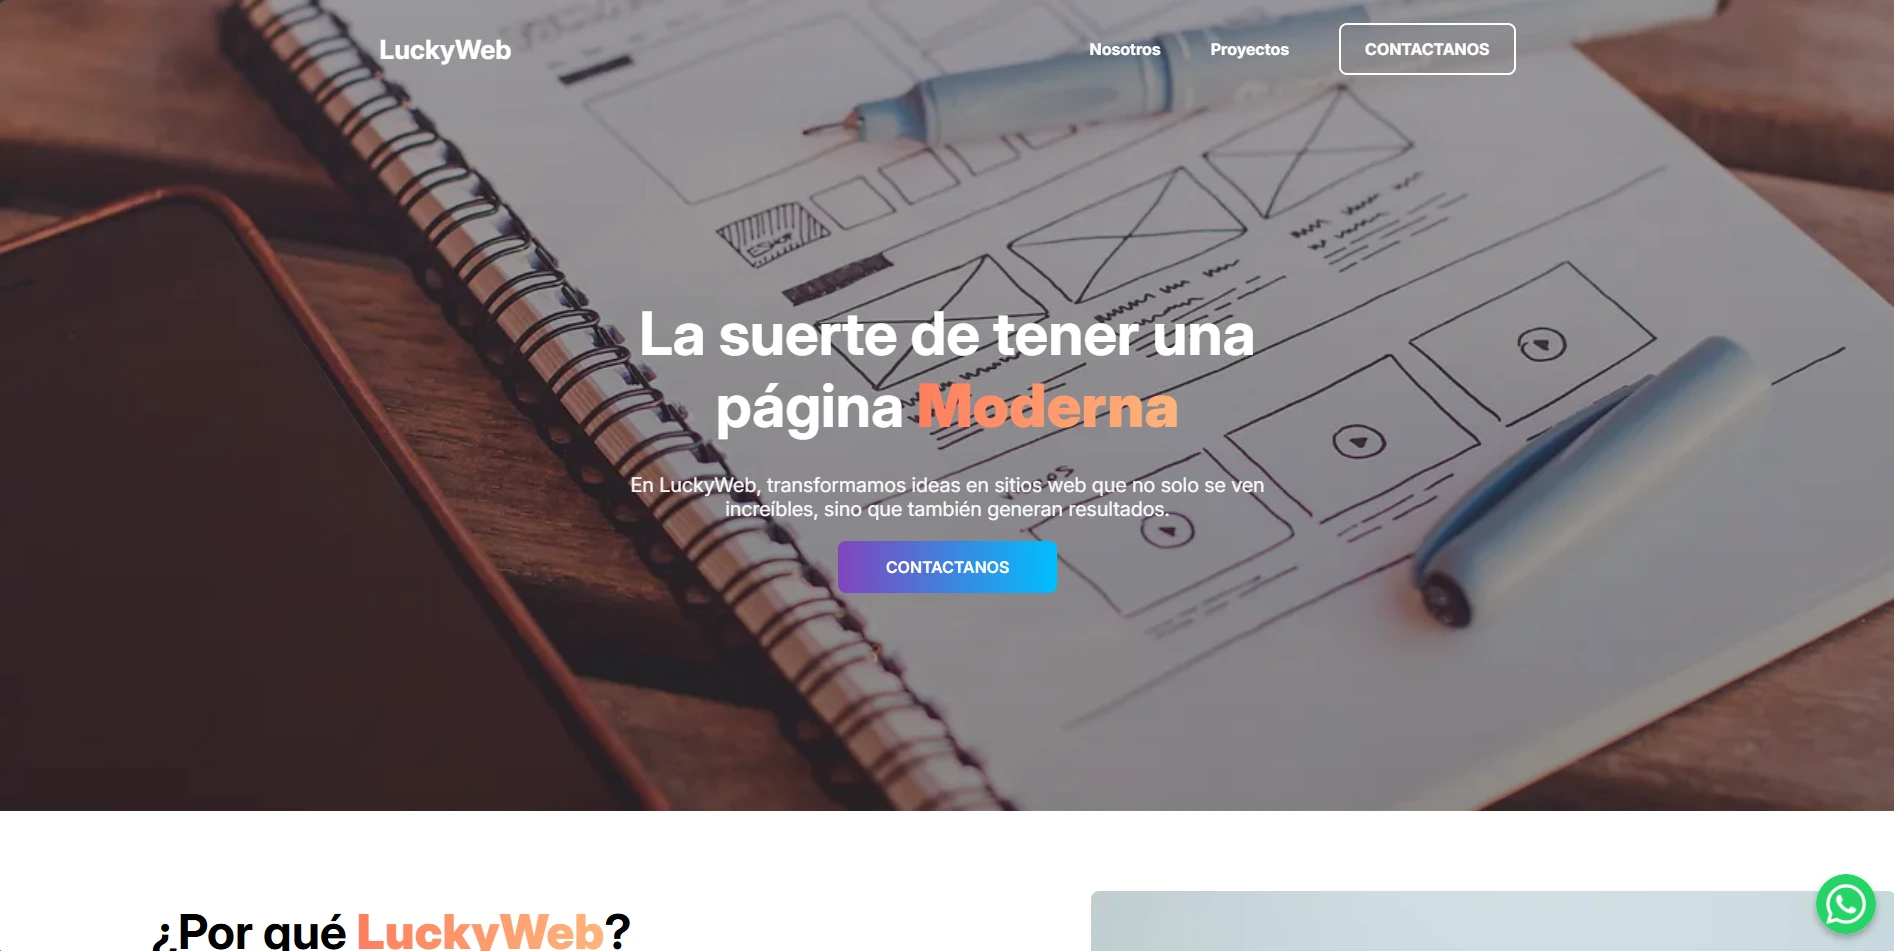 LuckyWeb
Nosotros Proyectos CONTACTANOS
La suerte de tener una
página Moderna
En LuckyWeb, transformamos ideas en sitios web que no solo se ven
increíbles, sino que también generan resultados.
CONTACTANOS
¿Por qué LuckyWeb?